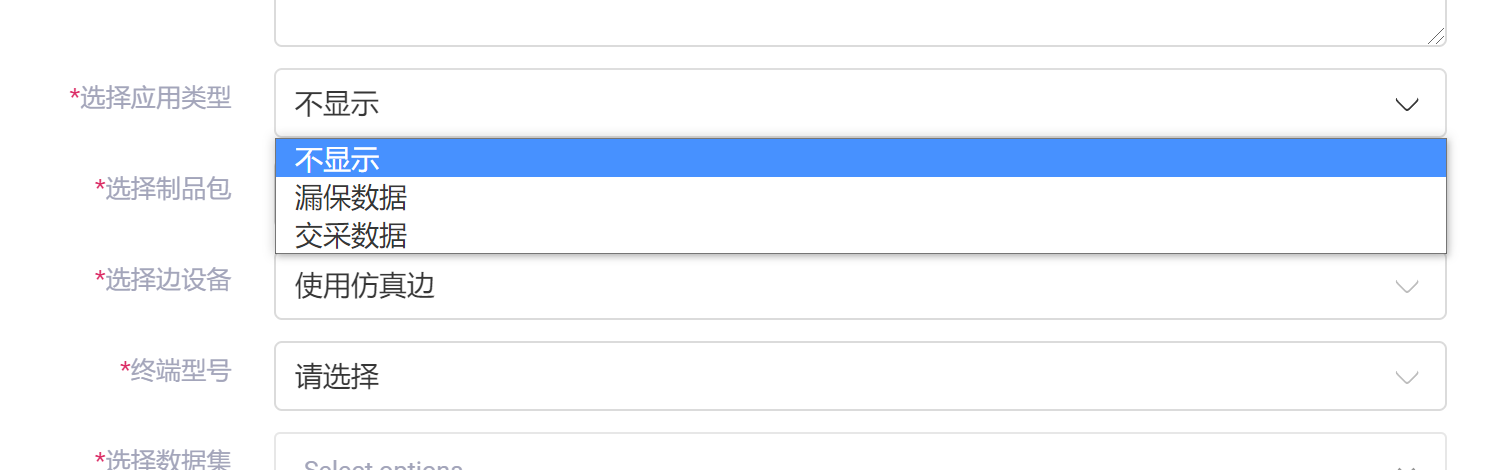 *选择应用类型
不显示
不显示
漏保数据
交采数据
*选择制品包
*选择边设备
使用仿真边
*终端型号
请选择
*选择数据集
Select options